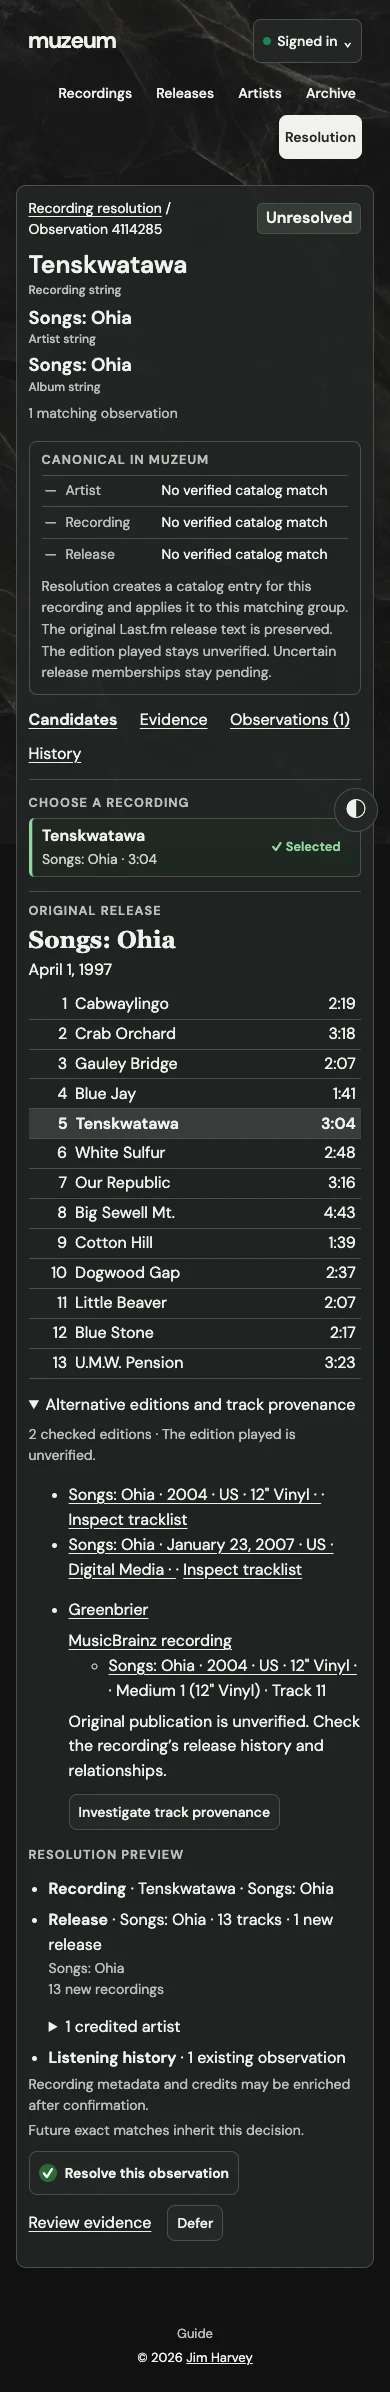 muzeum
Signed in
Recordings Releases Artists Archive
Resolution
Recording resolution /
Observation 4114285
Unresolved
Tenskwatawa
Recording string
Songs: Ohia
Artist string
Songs: Ohia
Album string
1 matching observation
CANONICAL IN MUZEUM
— Artist No verified catalog match
— Recording No verified catalog match
— Release No verified catalog match
Resolution creates a catalog entry for this
recording and applies it to this matching group.
The original Last.fm release text is preserved.
The edition played stays unverified. Uncertain
release memberships stay pending.
Candidates Evidence Observations (1)
History
CHOOSE A RECORDING
Tenskwatawa
Songs: Ohia · 3:04
✓ Selected
ORIGINAL RELEASE
Songs: Ohia
April 1, 1997
1 Cabwaylingo 2:19
2 Crab Orchard 3:18
3 Gauley Bridge 2:07
4 Blue Jay 1:41
5 Tenskwatawa 3:04
6 White Sulfur 2:48
7 Our Republic 3:16
8 Big Sewell Mt. 4:43
9 Cotton Hill 1:39
10 Dogwood Gap 2:37
11 Little Beaver 2:07
12 Blue Stone 2:17
13 U.M.W. Pension 3:23
▼ Alternative editions and track provenance
2 checked editions · The edition played is
unverified.
• Songs: Ohia · 2004 · US · 12" Vinyl · ·
Inspect tracklist
• Songs: Ohia · January 23, 2007 · US ·
Digital Media · · Inspect tracklist
• Greenbrier
MusicBrainz recording
◦ Songs: Ohia · 2004 · US · 12" Vinyl ·
· Medium 1 (12" Vinyl) · Track 11
Original publication is unverified. Check
the recording’s release history and
relationships.
Investigate track provenance
RESOLUTION PREVIEW
• Recording · Tenskwatawa · Songs: Ohia
• Release · Songs: Ohia · 13 tracks · 1 new
release
Songs: Ohia
13 new recordings
▶ 1 credited artist
• Listening history · 1 existing observation
Recording metadata and credits may be enriched
after confirmation.
Future exact matches inherit this decision.
Resolve this observation
Review evidence Defer
Guide
© 2026 Jim Harvey